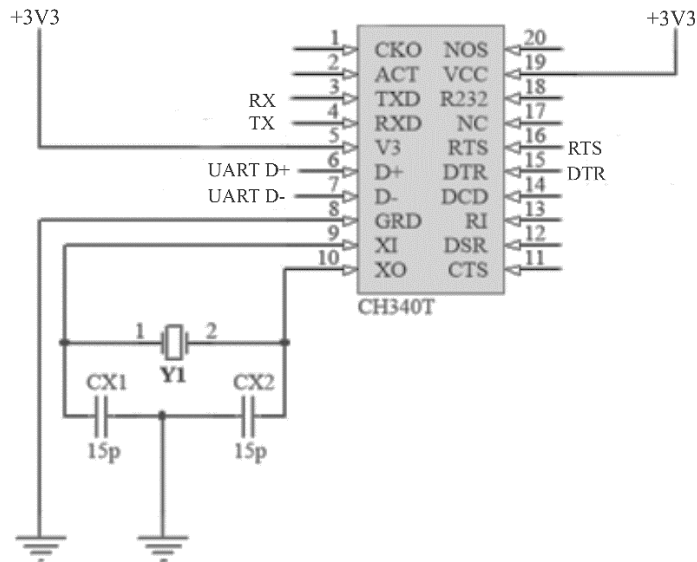 +3V3
+3V3
1 CKO NOS 20
2 ACT VCC 19
RX 3 TXD R232 18
TX 4 RXD NC 17
5 V3 RTS 16 RTS
UART D+ 6 D+ DTR 15 DTR
UART D- 7 D- DCD 14
8 GRD RI 13
9 XI DSR 12
10 XO CTS 11
CH340T
1 2
Y1
CX1 CX2
15p 15p